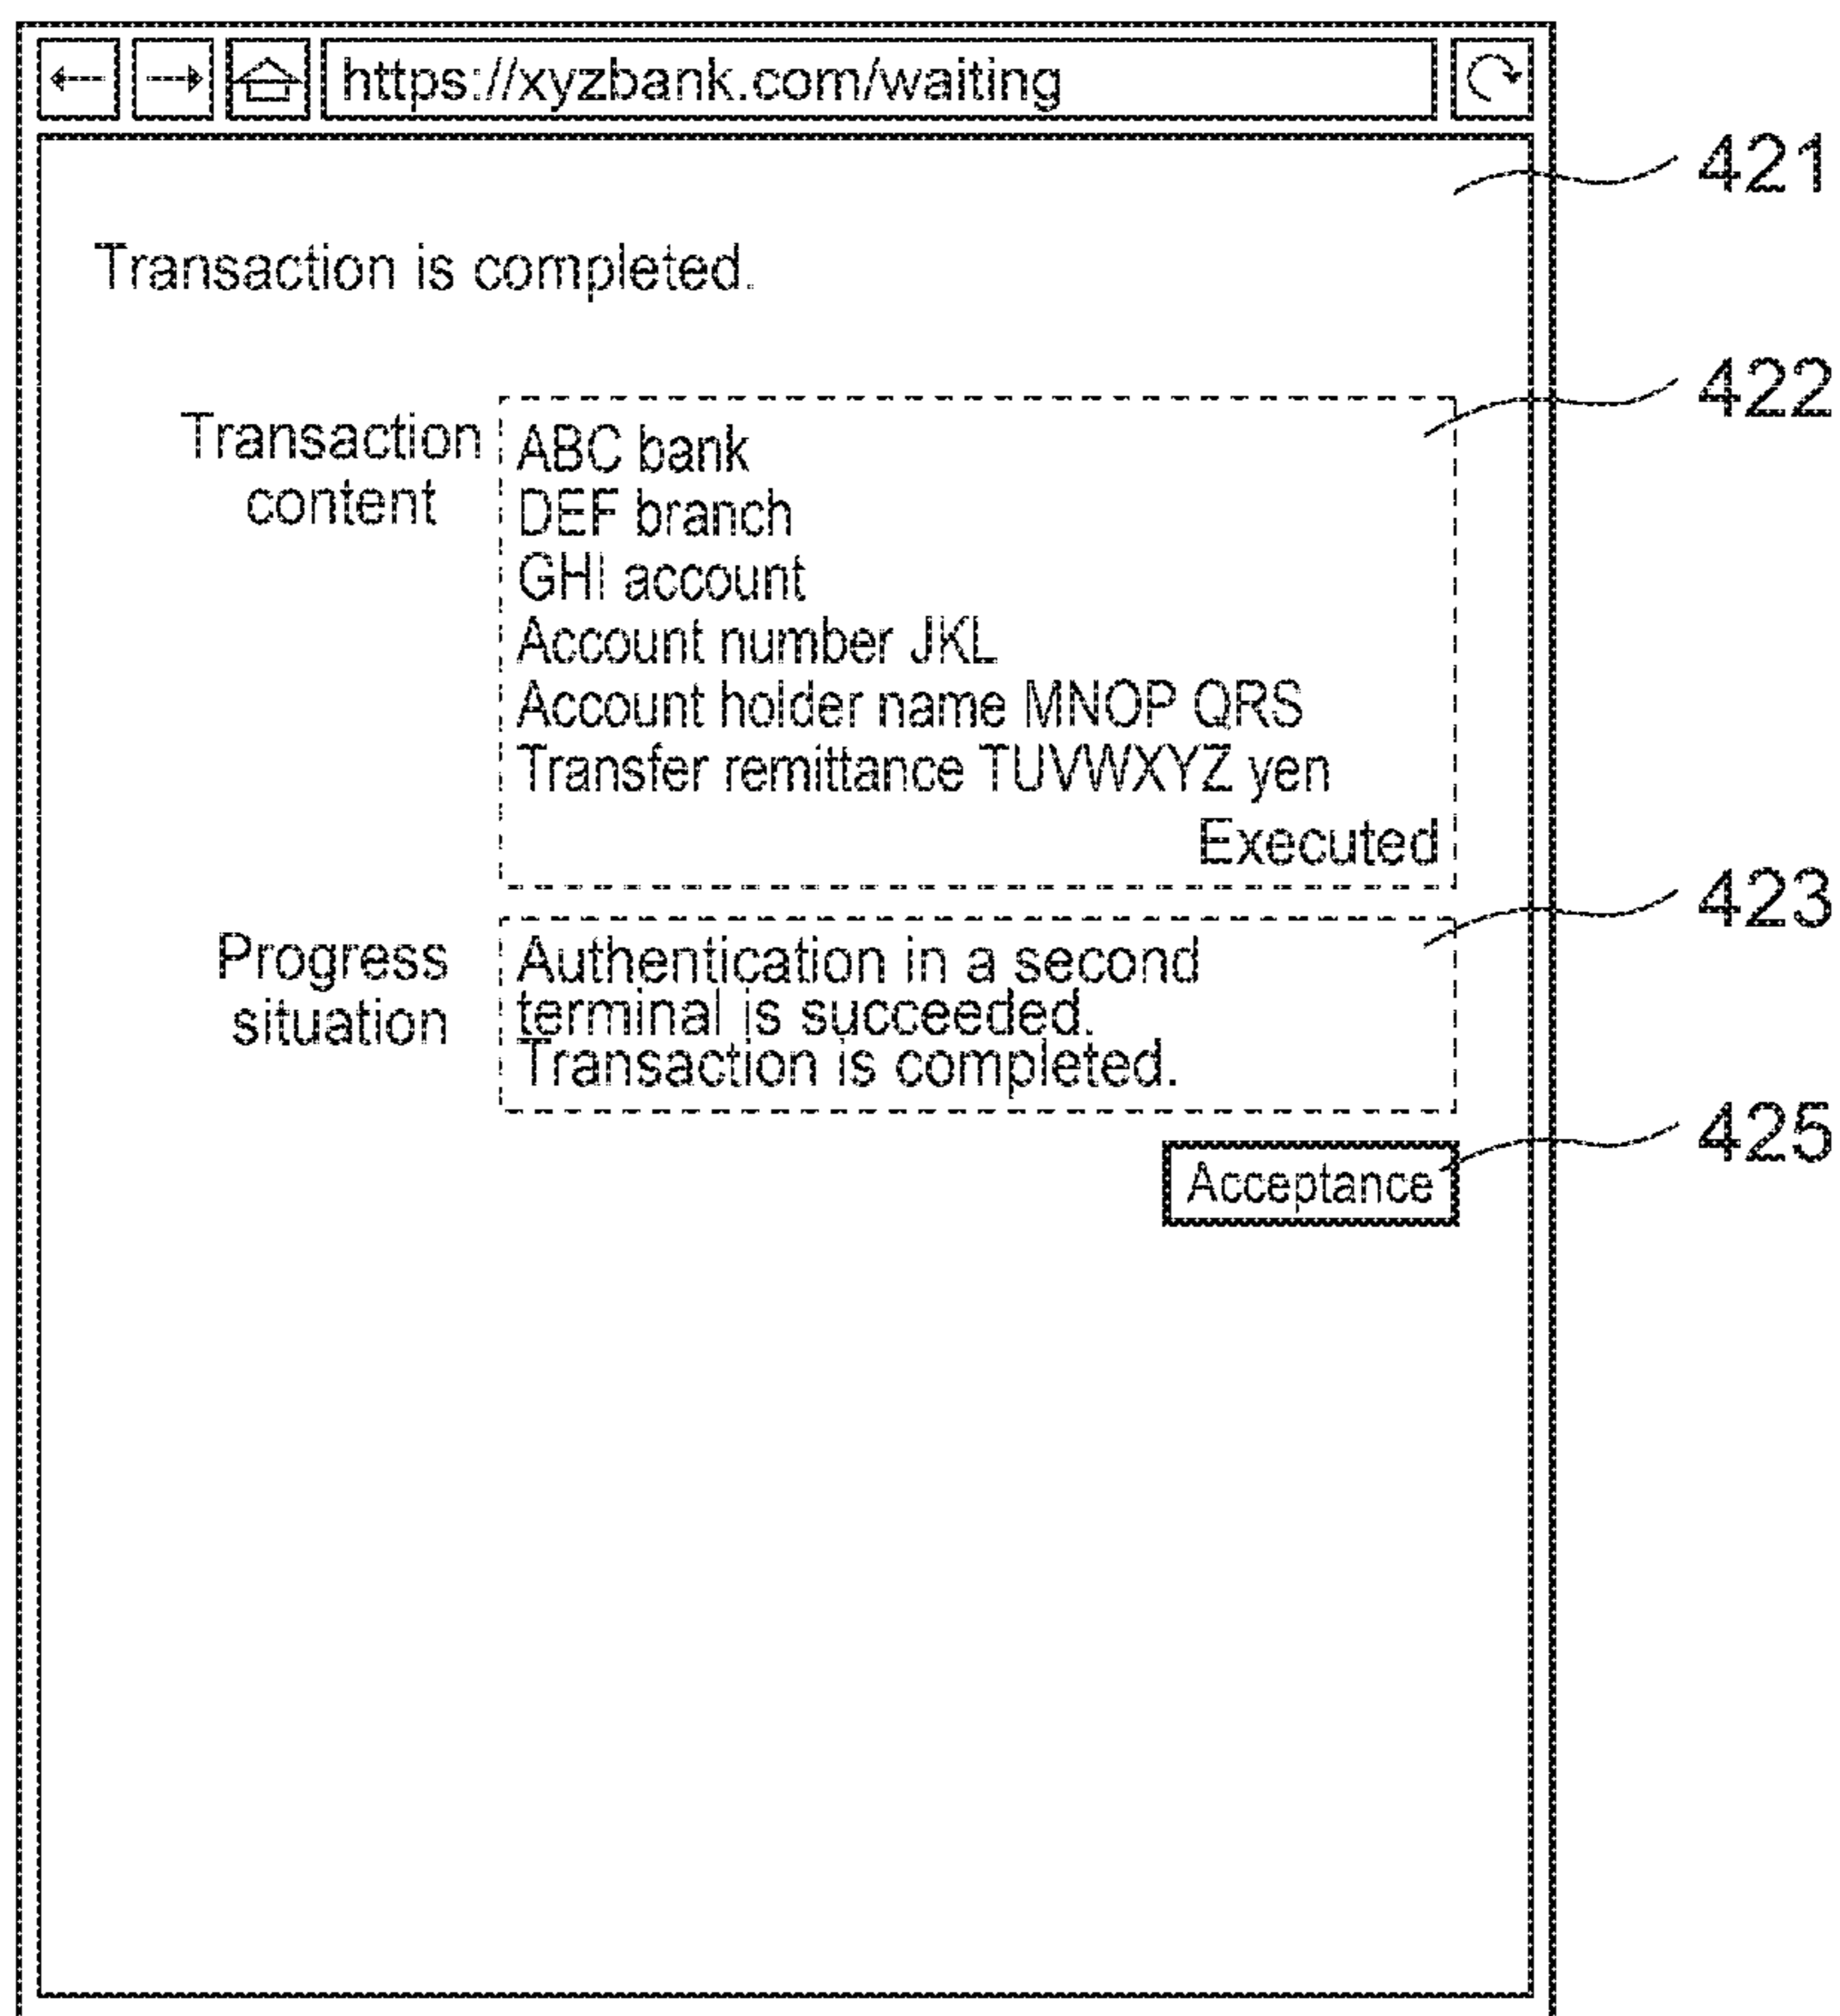 https://xyzbank.com/waiting
421
Transaction is completed.
422
Transaction
content
ABC bank
DEF branch
GHI account
Account number JKL
Account holder name MNOP QRS
Transfer remittance TUVWXYZ yen
Executed
423
Progress
situation
Authentication in a second
terminal is succeeded.
Transaction is completed.
425
Acceptance